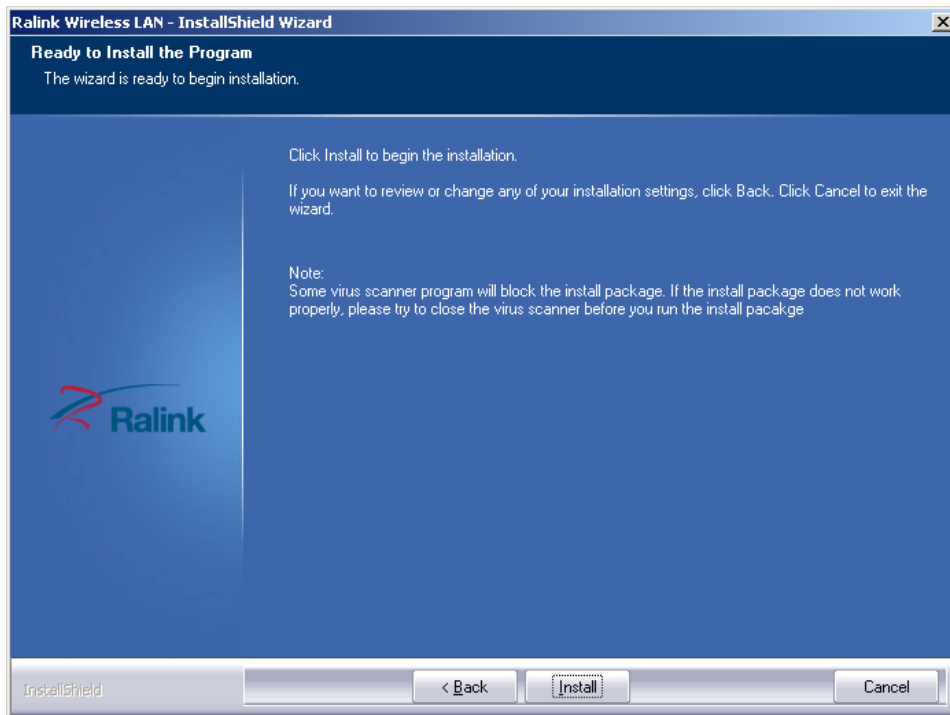 Ralink Wireless LAN - InstallShield Wizard
Ready to Install the Program
The wizard is ready to begin installation.
Click Install to begin the installation.
If you want to review or change any of your installation settings, click Back. Click Cancel to exit the
wizard.
Note:
Some virus scanner program will block the install package. If the install package does not work
properly, please try to close the virus scanner before you run the install pacakge
Ralink
InstallShield
< Back
Install
Cancel